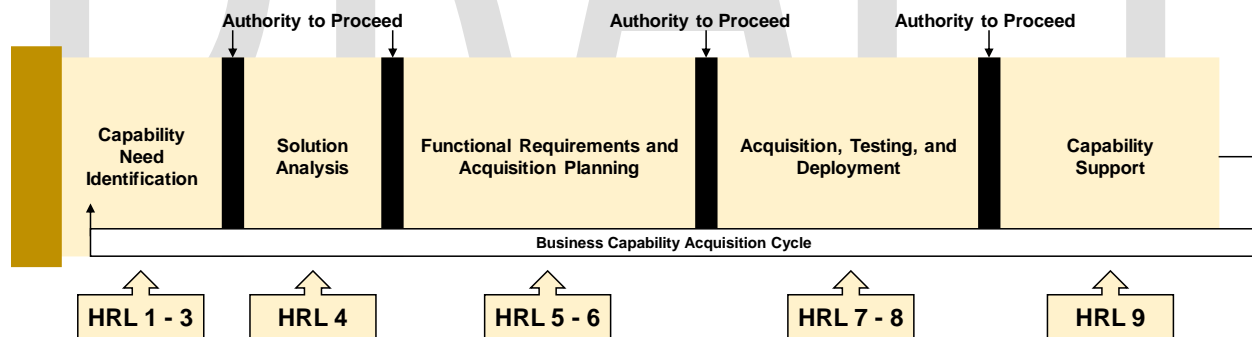 Authority to Proceed
Authority to Proceed
Authority to Proceed
Capability
Need
Identification
Solution
Analysis
Functional Requirements and
Acquisition Planning
Acquisition, Testing, and
Deployment
Capability
Support
Business Capability Acquisition Cycle
HRL 1 - 3
HRL 4
HRL 5 - 6
HRL 7 - 8
HRL 9